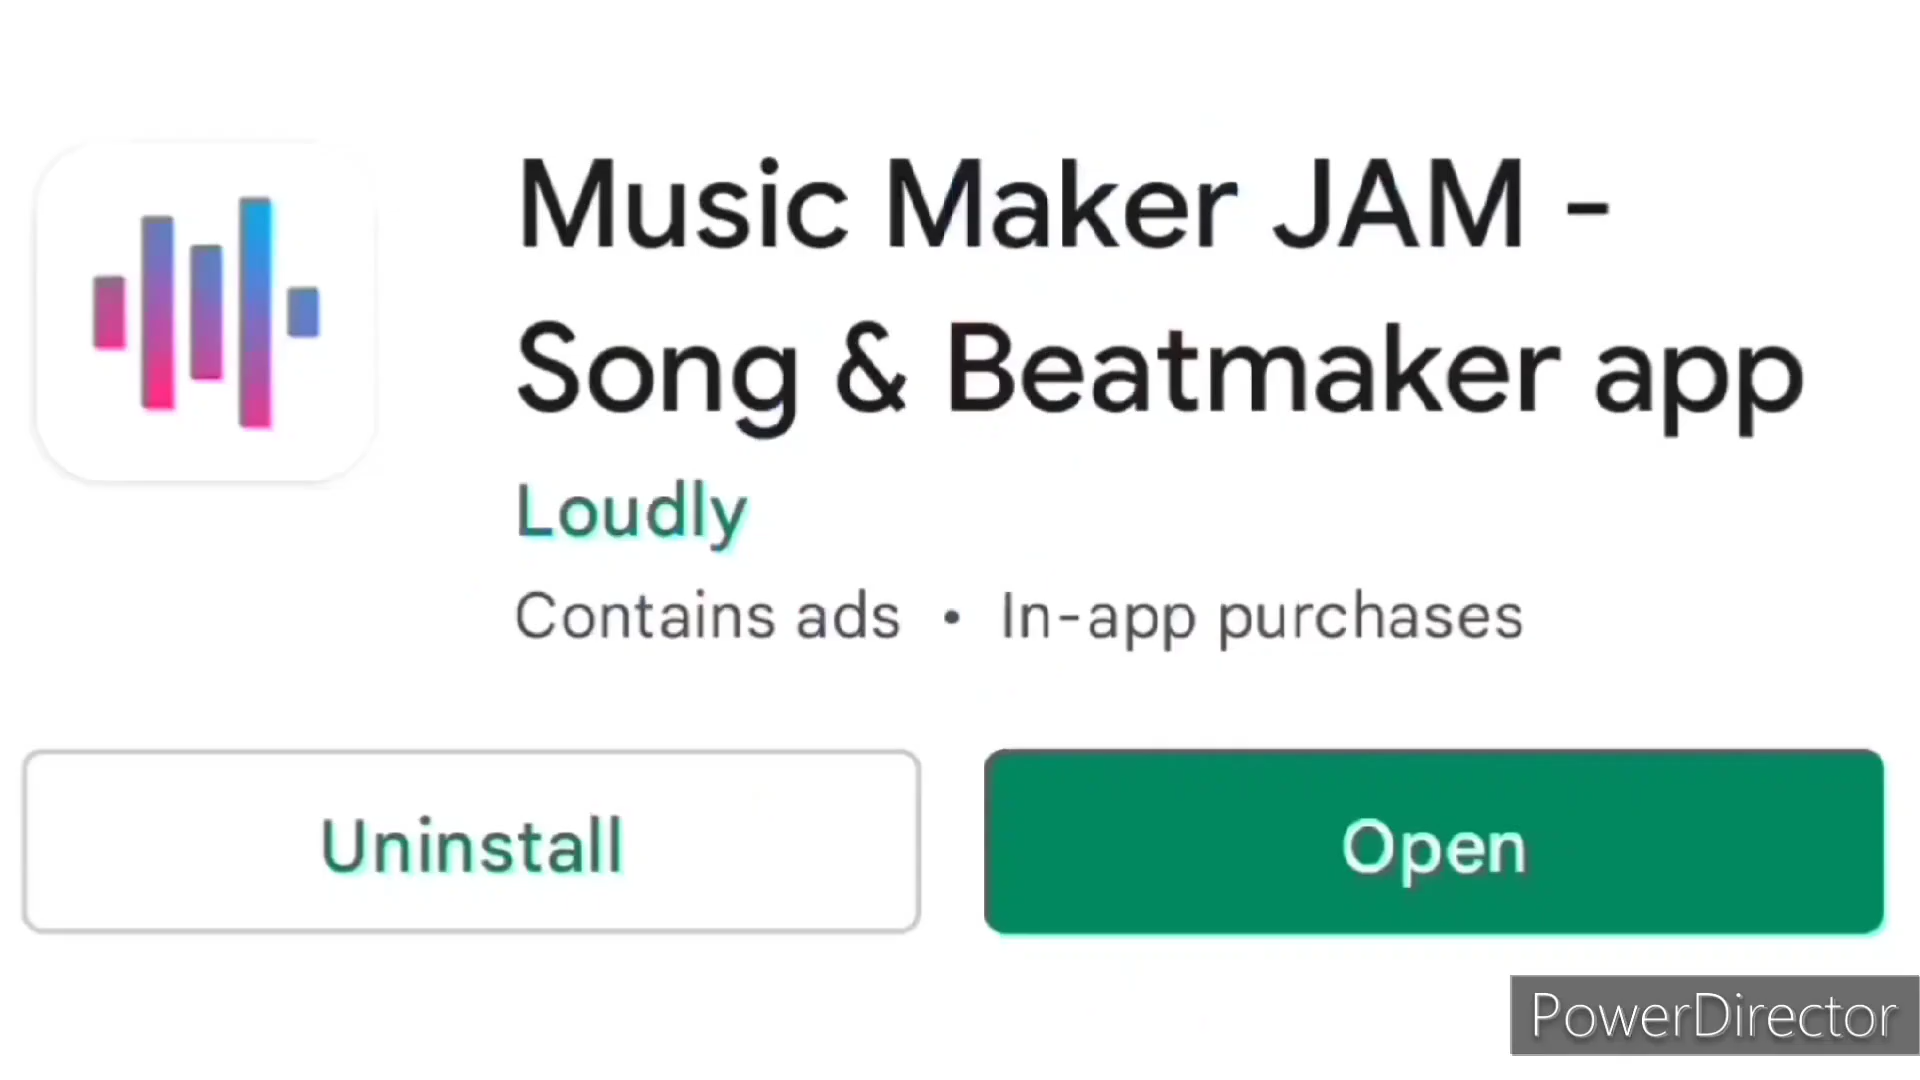 Music Maker JAM -
Song & Beatmaker app
Loudly
Contains ads • In-app purchases
Uninstall
Open
PowerDirector